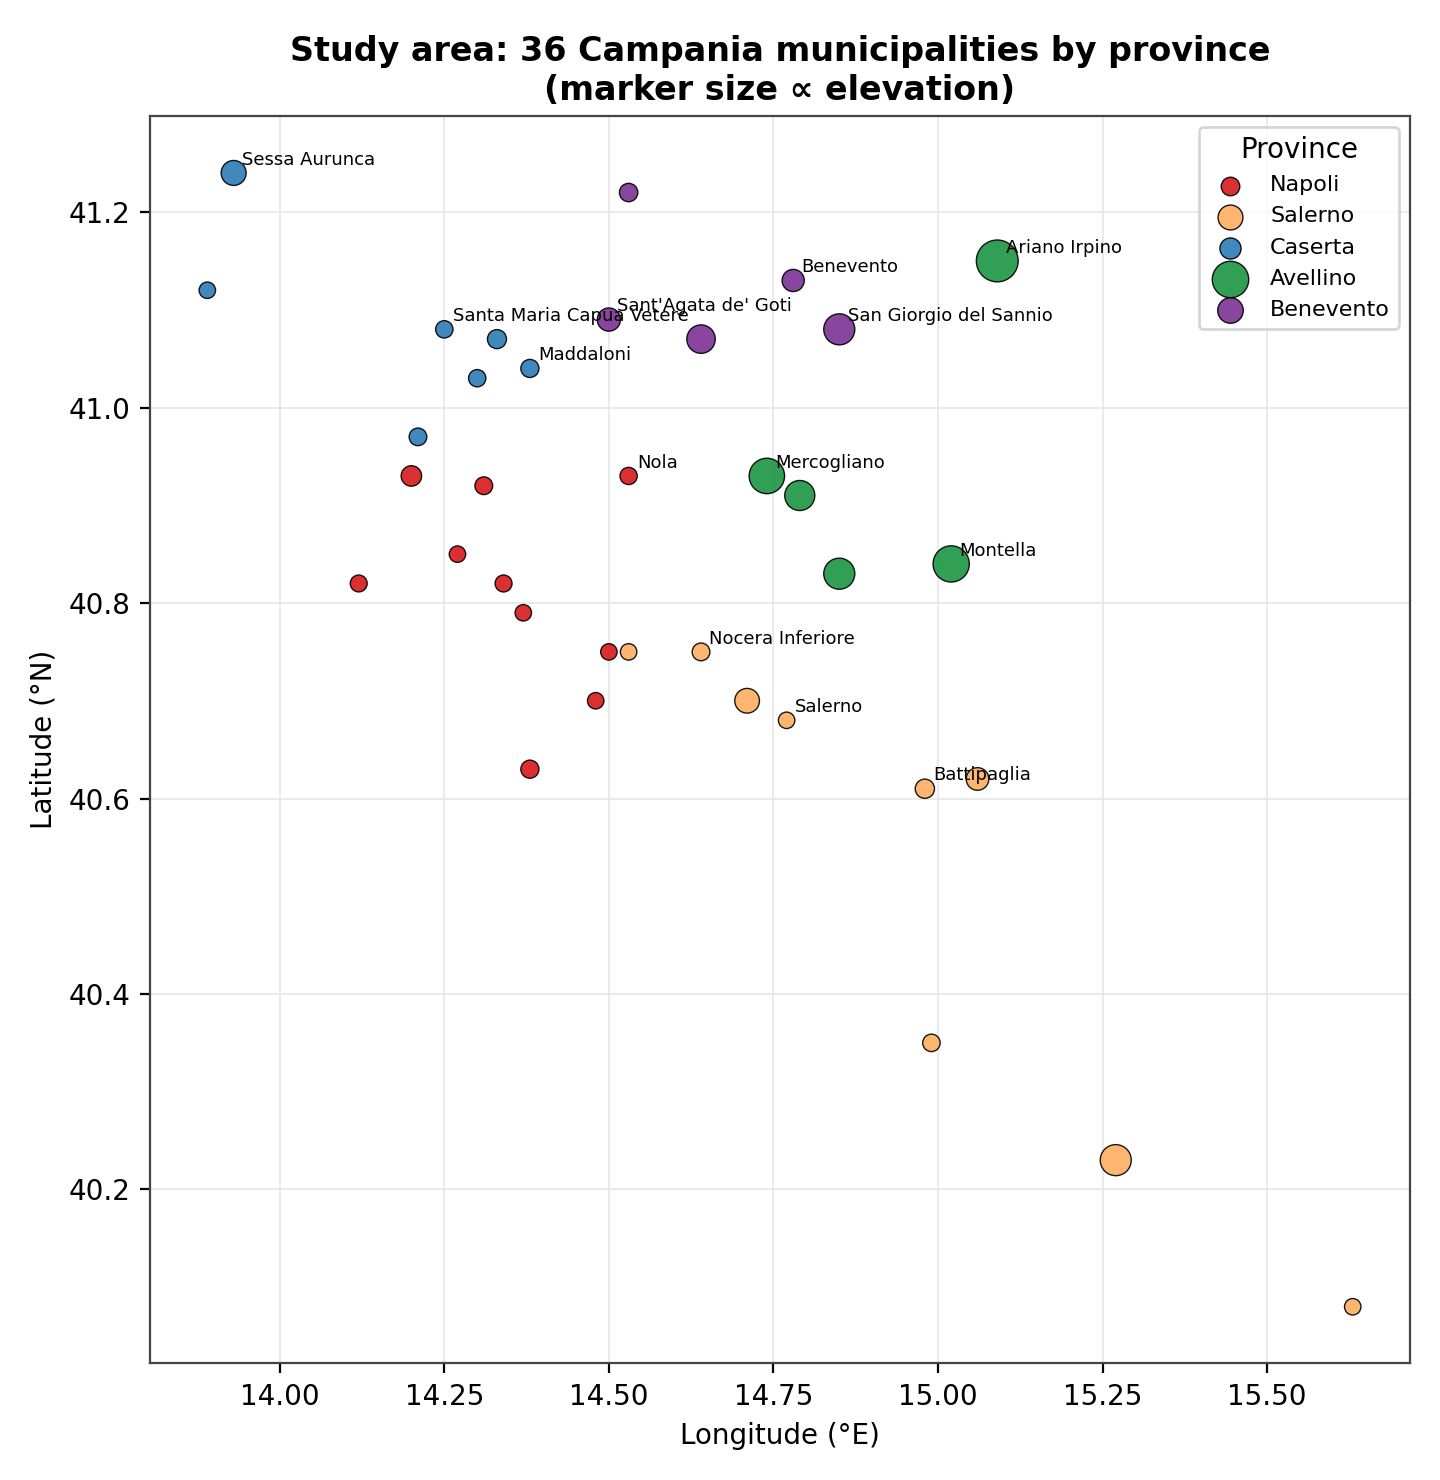 Study area: 36 Campania municipalities by province
(marker size ∝ elevation)
Province
Napoli
Salerno
Caserta
Avellino
Benevento
Sessa Aurunca
Ariano Irpino
Benevento
Sant'Agata de' Goti
Santa Maria Capua Vetere
San Giorgio del Sannio
Maddaloni
Nola
Mercogliano
Montella
Nocera Inferiore
Salerno
Battipaglia
41.2
41.0
40.8
40.6
40.4
40.2
Latitude (°N)
14.00 14.25 14.50 14.75 15.00 15.25 15.50
Longitude (°E)